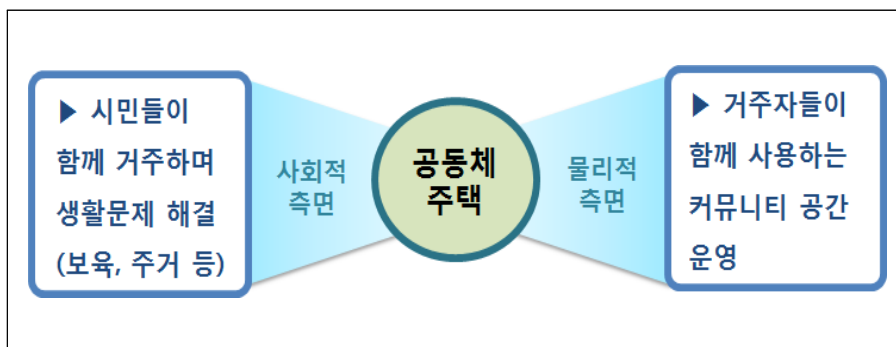 ▶ 시민들이
함께 거주하며
생활문제 해결
(보육, 주거 등)
사회적
측면
공동체
주택
물리적
측면
▶ 거주자들이
함께 사용하는
커뮤니티 공간
운영